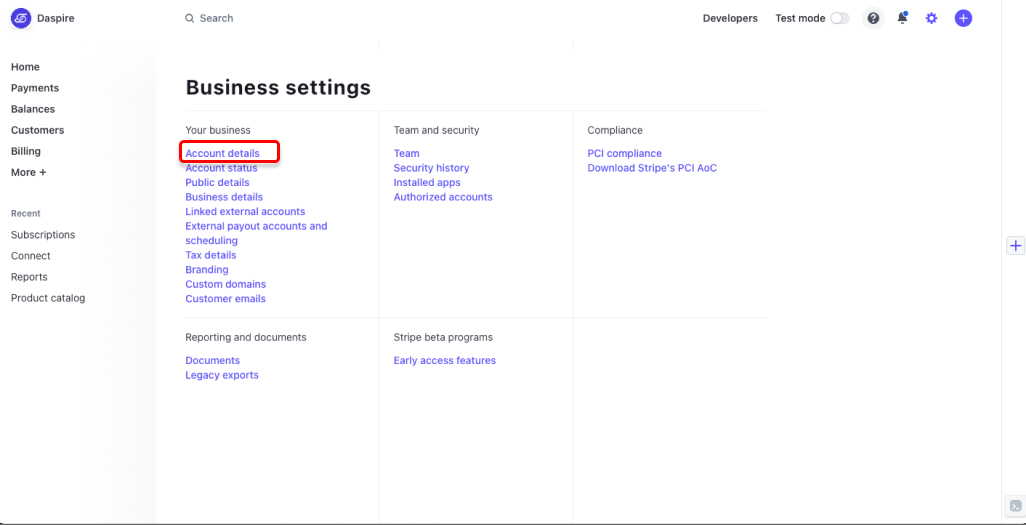 Daspire
Search
Developers
Test mode
Home
Payments
Balances
Customers
Billing
More +
Recent
Subscriptions
Connect
Reports
Product catalog
Business settings
Your business
Account details
Account status
Public details
Business details
Linked external accounts
External payout accounts and
scheduling
Tax details
Branding
Custom domains
Customer emails
Team and security
Team
Security history
Installed apps
Authorized accounts
Compliance
PCI compliance
Download Stripe's PCI AoC
Reporting and documents
Documents
Legacy exports
Stripe beta programs
Early access features